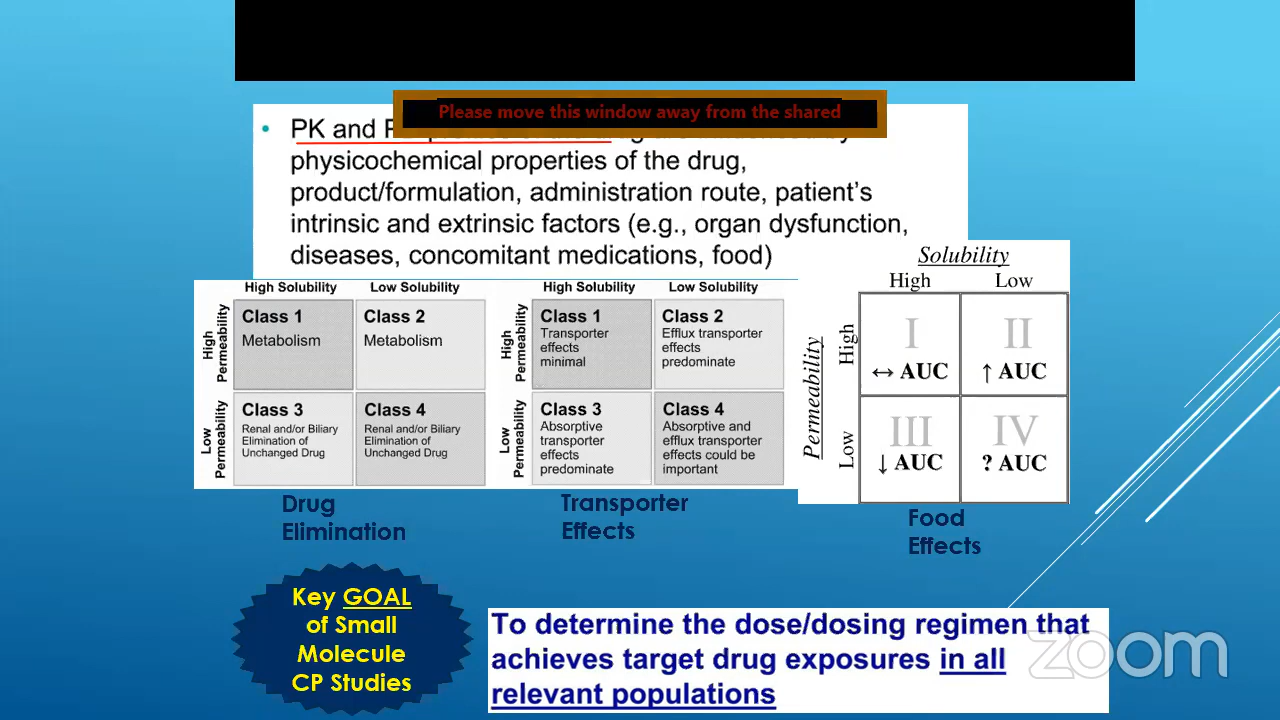 Please move this window away from the shared
• PK and
physicochemical properties of the drug,
product/formulation, administration route, patient's
intrinsic and extrinsic factors (e.g., organ dysfunction,
diseases, concomitant medications, food)
High Solubility Low Solubility
High Permeability
Class 1
Metabolism
Class 2
Metabolism
Low Permeability
Class 3
Renal and/or Biliary
Elimination of
Unchanged Drug
Class 4
Renal and/or Biliary
Elimination of
Unchanged Drug
Drug
Elimination
High Solubility Low Solubility
High Permeability
Class 1
Transporter
effects
minimal
Class 2
Efflux transporter
effects
predominate
Low Permeability
Class 3
Absorptive
transporter
effects
predominate
Class 4
Absorptive and
efflux transporter
effects could be
important
Transporter
Effects
Solubility
High Low
Permeability
High
I
↔ AUC
II
↑ AUC
Low
III
↓ AUC
IV
? AUC
Food
Effects
Key GOAL
of Small
Molecule
CP Studies
To determine the dose/dosing regimen that
achieves target drug exposures in all
relevant populations
zoom